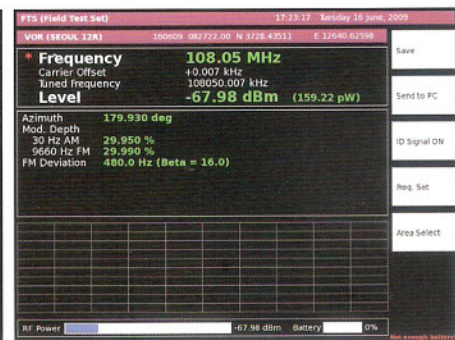 FTS (Field Test Set) 17:23:17 Tuesday 16 June, 2009
VOR (SEOUL 12R) 160609 082722.00 N 3728.43511 E 12640.62598
* Frequency 108.05 MHz
Carrier Offset +0.007 kHz
Tuned frequency 108050.007 kHz
Level -67.98 dBm (159.22 pW)
Azimuth 179.930 deg
Mod. Depth
30 Hz AM 29.950 %
9660 Hz FM 29.990 %
FM Deviation 480.0 Hz (Beta = 16.0)
RF Power -67.98 dBm Battery 0%
Save
Send to PC
ID Signal ON
Freq. Set
Area Select
Not enough battery